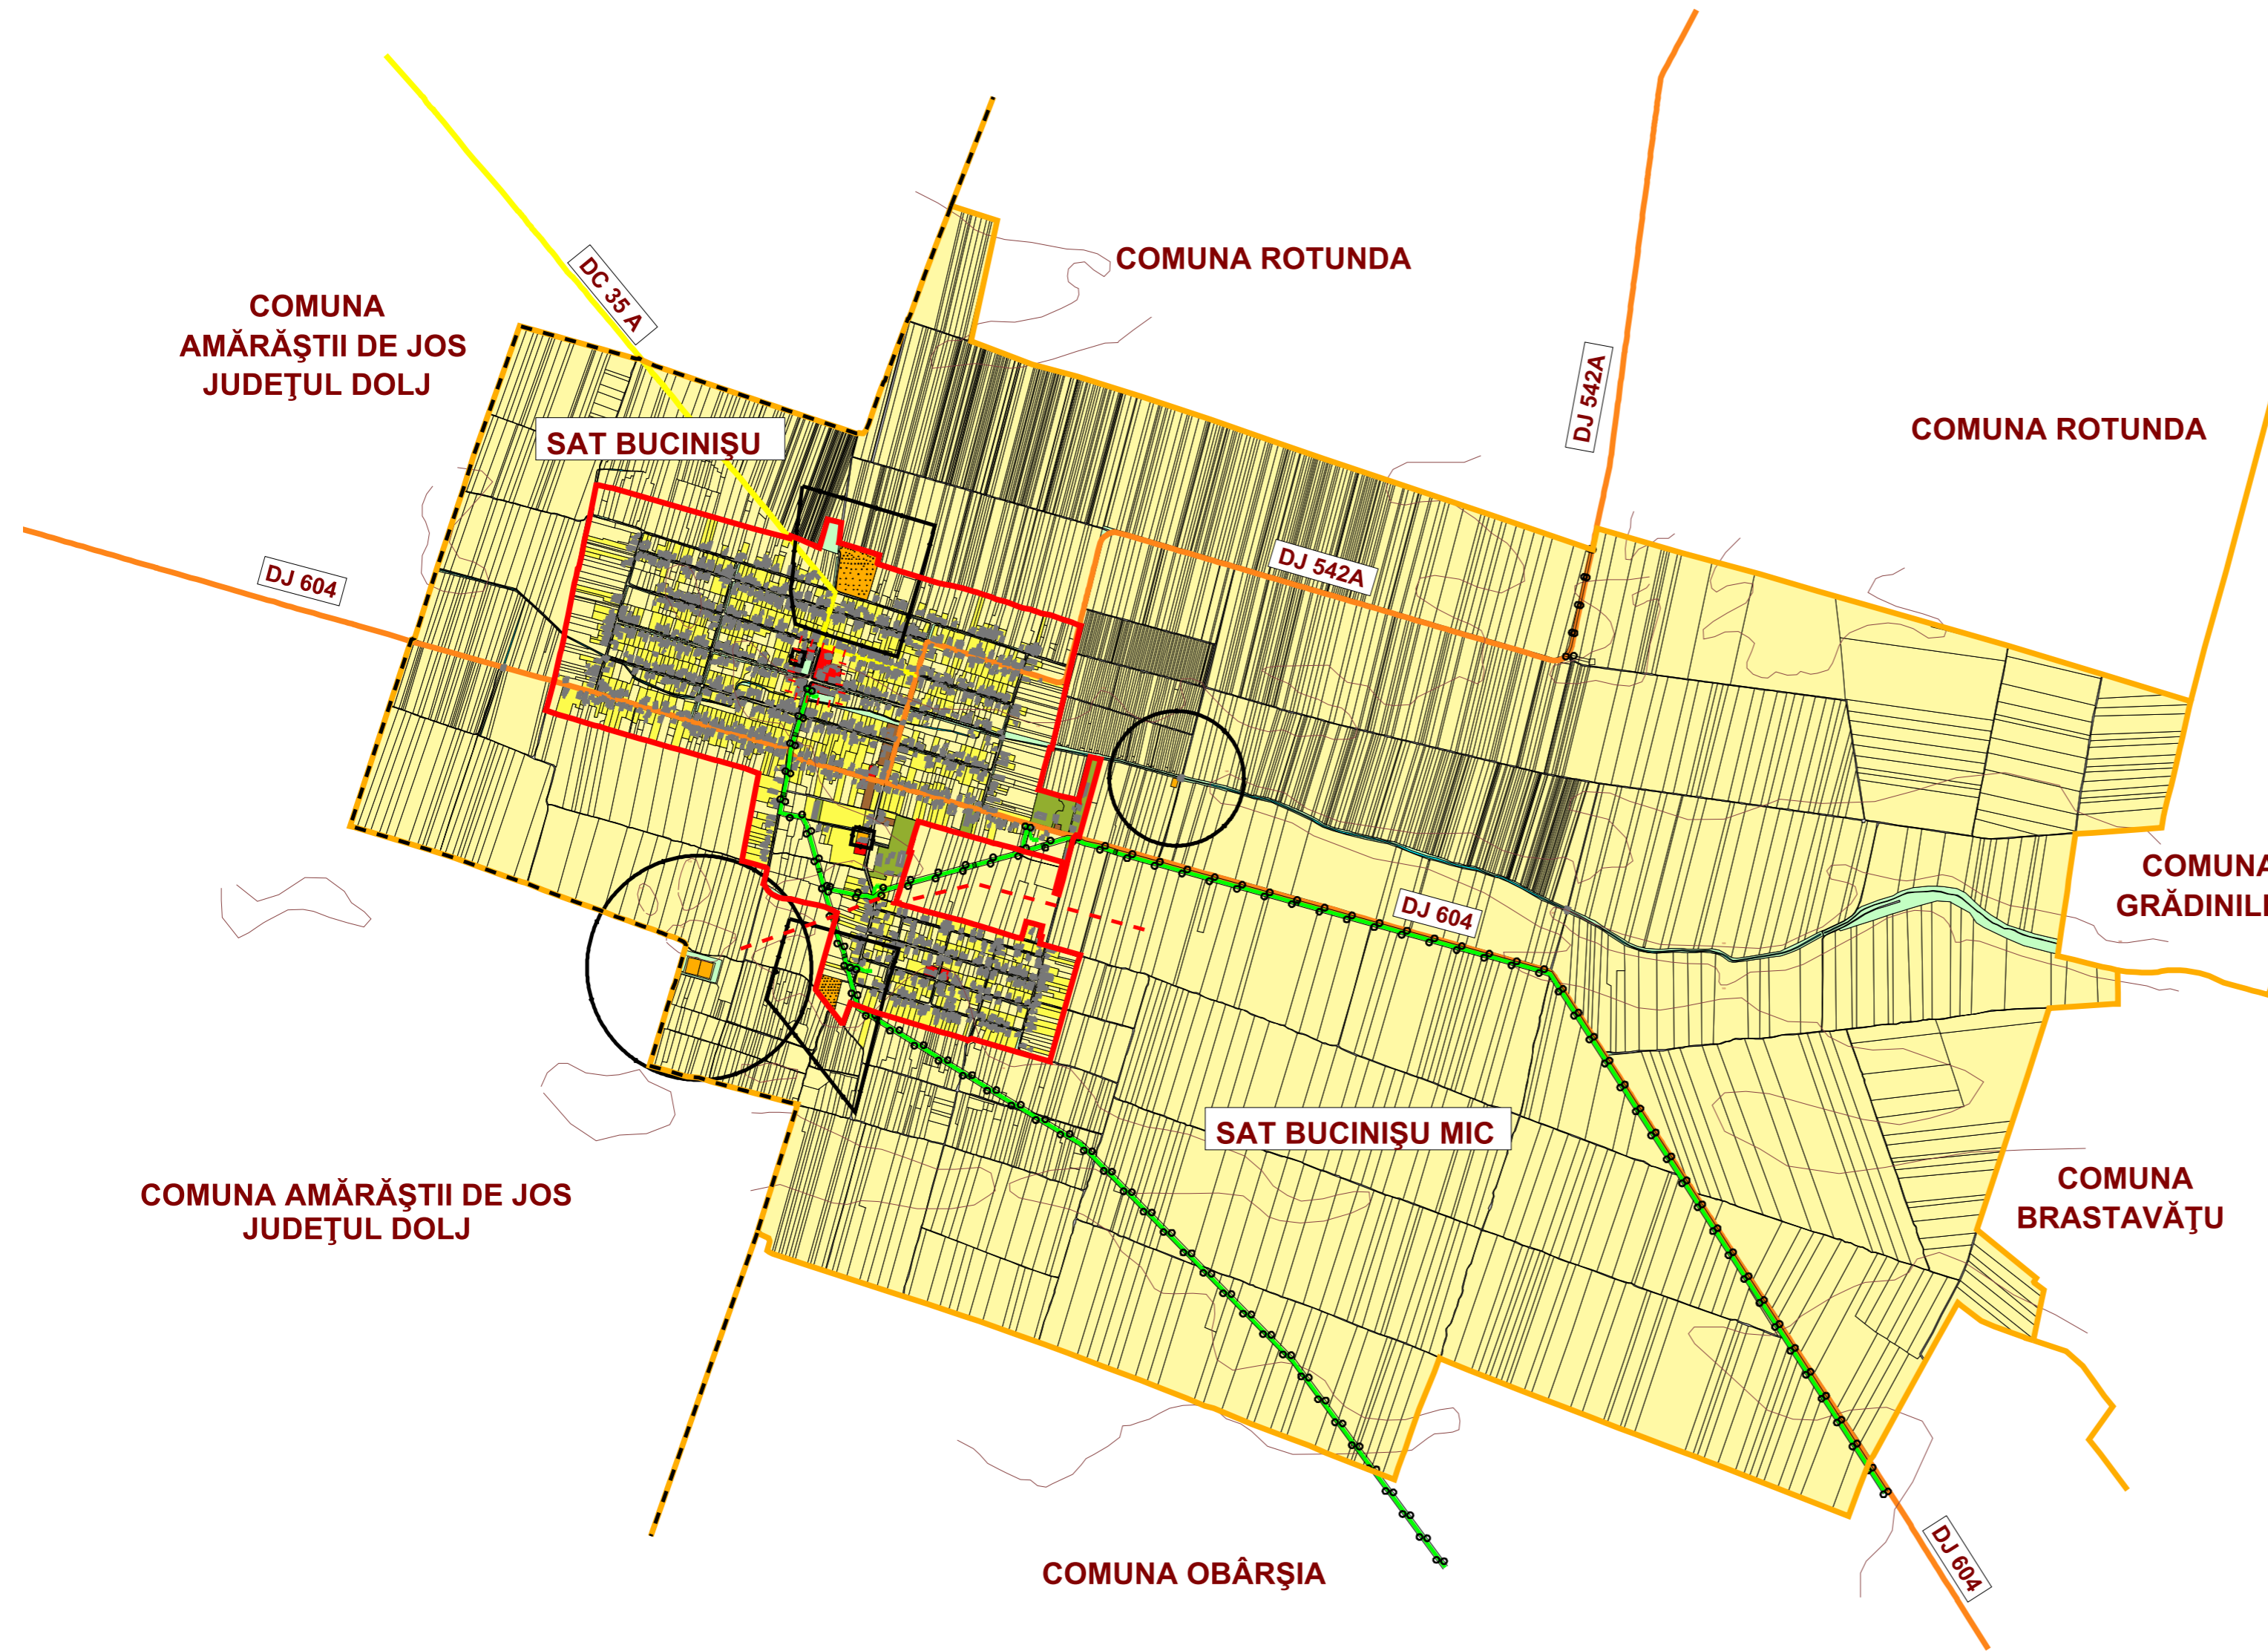 COMUNA ROTUNDA
DC 35 A
COMUNA
AMĂRĂŞTII DE JOS
JUDEŢUL DOLJ
DJ 542A
COMUNA ROTUNDA
SAT BUCINIŞU
DJ 604
DJ 542A
COMUNA
GRĂDINILE
DJ 604
SAT BUCINIŞU MIC
COMUNA AMĂRĂŞTII DE JOS
JUDEŢUL DOLJ
COMUNA
BRASTAVĂŢU
COMUNA OBÂRŞIA
DJ 604